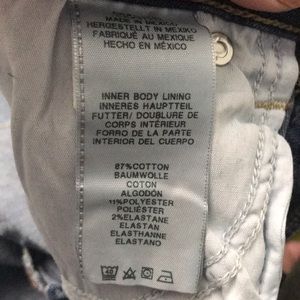 MADE IN MEXICO
HERGESTELLT IN MEXIKO
FABRIQUÉ AU MEXIQUE
HECHO EN MÉXICO
INNER BODY LINING
INNERES HAUPTTEIL
FUTTER/ DOUBLURE DE
CORPS INTÉRIEUR
FORRO DE LA PARTE
INTERIOR DEL CUERPO
87%COTTON
BAUMWOLLE
COTON
ALGODÓN
11%POLYESTER
POLIÉSTER
2%ELASTANE
ELASTAN
ELASTHANNE
ELASTANO